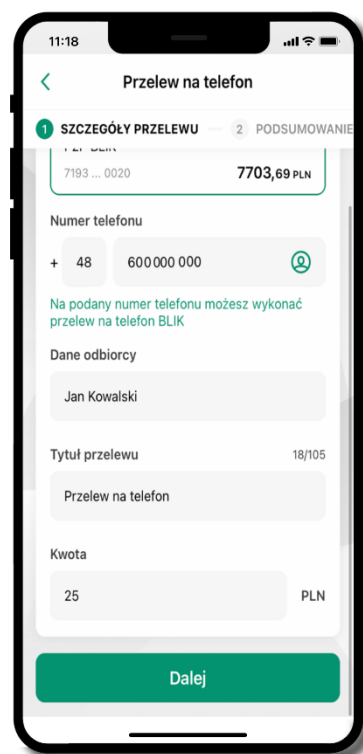 11:18
Przelew na telefon
1 SZCZEGÓŁY PRZELEWU 2 PODSUMOWANIE
7193 ... 0020 7703,69 PLN
Numer telefonu
+ 48 600 000 000
Na podany numer telefonu możesz wykonać
przelew na telefon BLIK
Dane odbiorcy
Jan Kowalski
Tytuł przelewu 18/105
Przelew na telefon
Kwota
25 PLN
Dalej